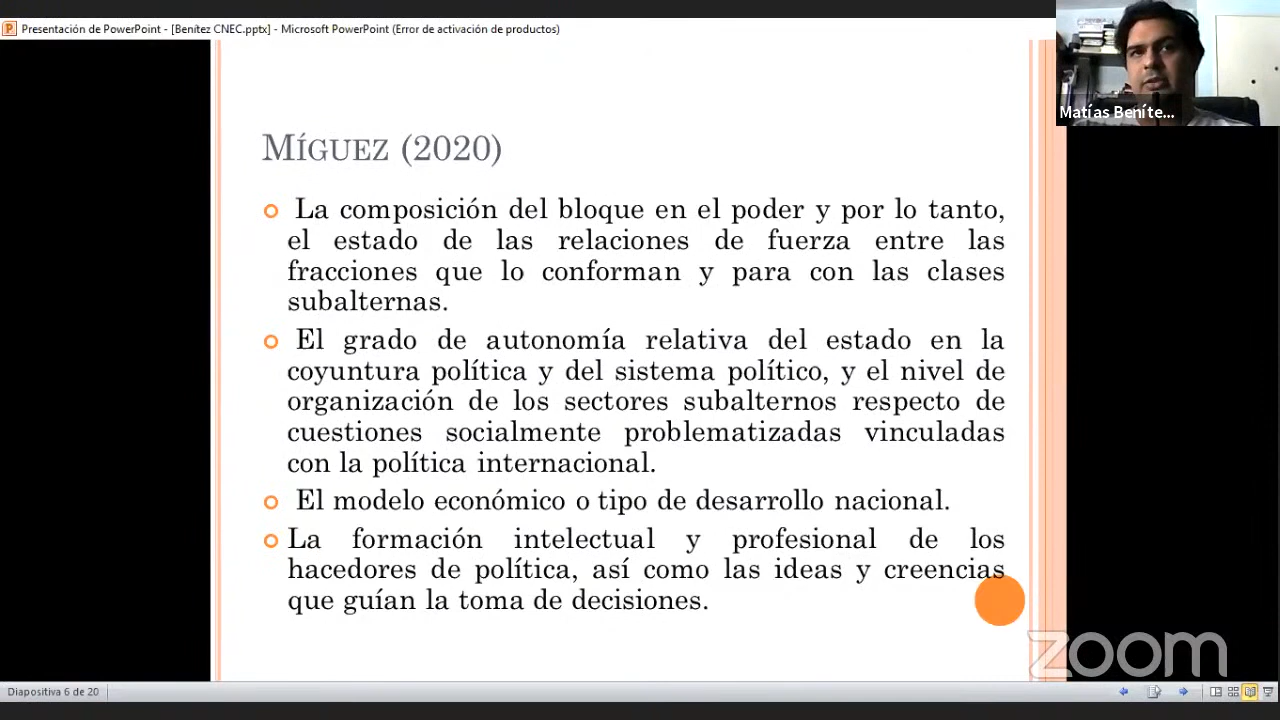 Presentación de PowerPoint - [Benítez CNEC.pptx] - Microsoft PowerPoint (Error de activación de productos)
Matías Beníte...
MÍGUEZ (2020)
La composición del bloque en el poder y por lo tanto,
el estado de las relaciones de fuerza entre las
fracciones que lo conforman y para con las clases
subalternas.
El grado de autonomía relativa del estado en la
coyuntura política y del sistema político, y el nivel de
organización de los sectores subalternos respecto de
cuestiones socialmente problematizadas vinculadas
con la política internacional.
El modelo económico o tipo de desarrollo nacional.
La formación intelectual y profesional de los
hacedores de política, así como las ideas y creencias
que guían la toma de decisiones.
zoom
Diapositiva 6 de 20